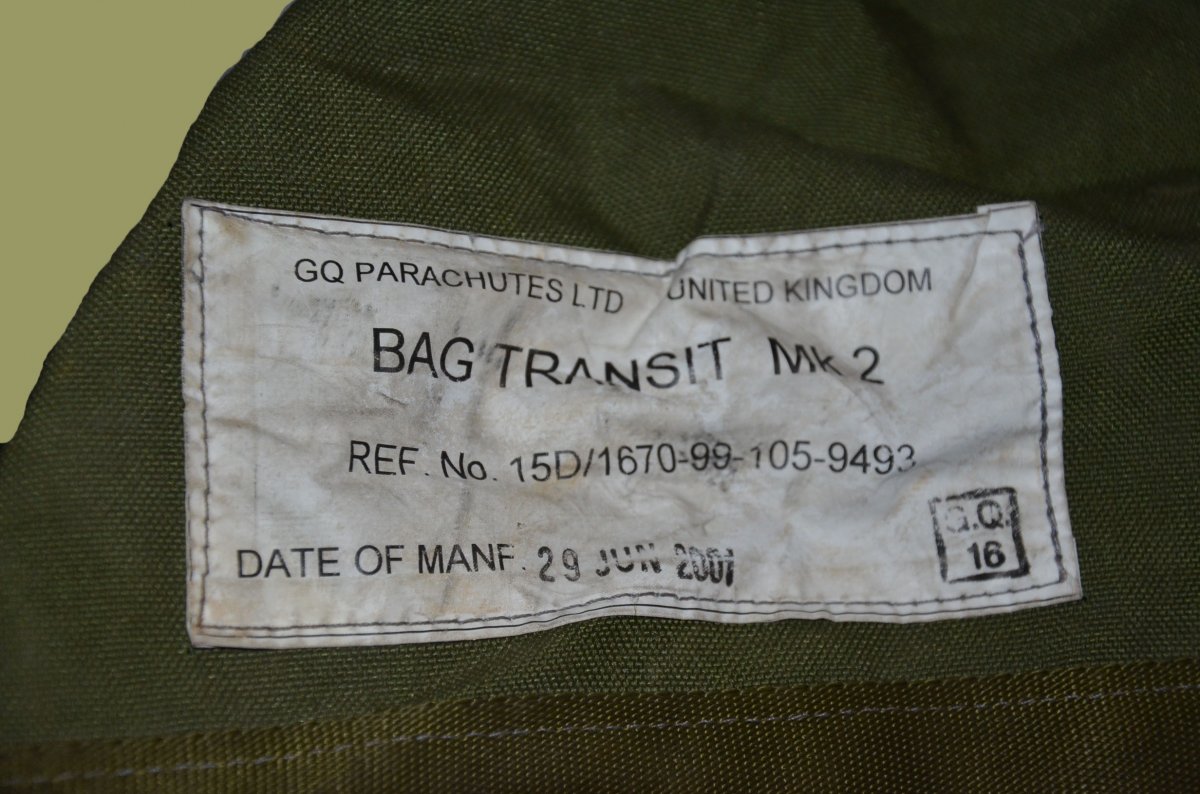 GQ PARACHUTES LTD UNITED KINGDOM
BAG TRANSIT Mk 2
REF. No. 15D/1670-99-105-9493
DATE OF MANF. 29 JUN 2001
G.Q.
16